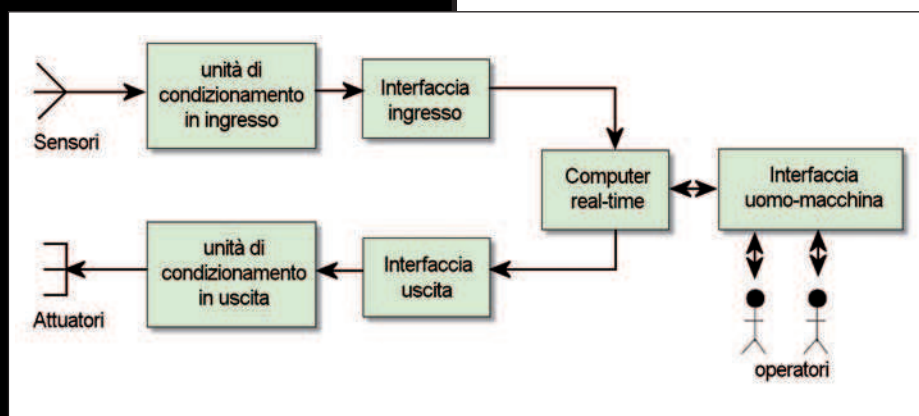 unità di
condizionamento
in ingresso
Interfaccia
ingresso
Sensori
Computer
real-time
Interfaccia
uomo-macchina
unità di
condizionamento
in uscita
Interfaccia
uscita
Attuatori
operatori